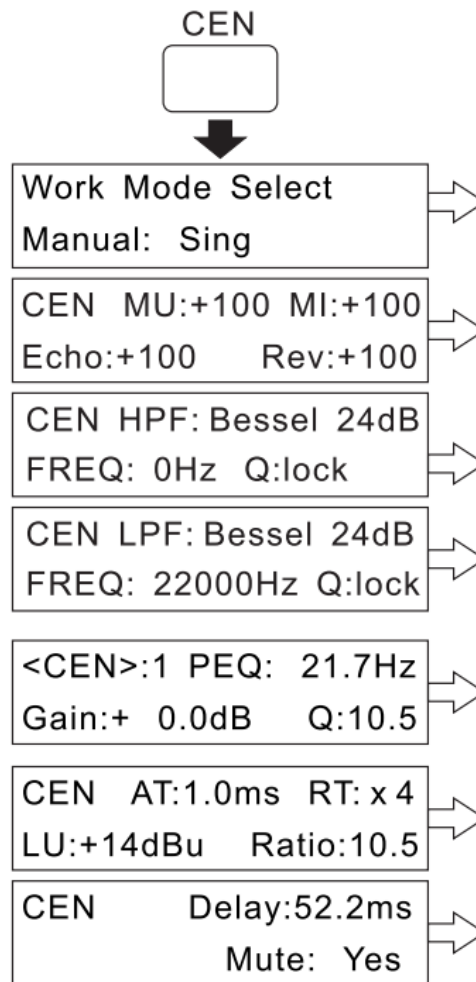 CEN
Work Mode Select
Manual: Sing
CEN MU:+100 MI:+100
Echo:+100 Rev:+100
CEN HPF: Bessel 24dB
FREQ: 0Hz Q:lock
CEN LPF: Bessel 24dB
FREQ: 22000Hz Q:lock
<CEN>:1 PEQ: 21.7Hz
Gain:+ 0.0dB Q:10.5
CEN AT:1.0ms RT: x 4
LU:+14dBu Ratio:10.5
CEN Delay:52.2ms
Mute: Yes